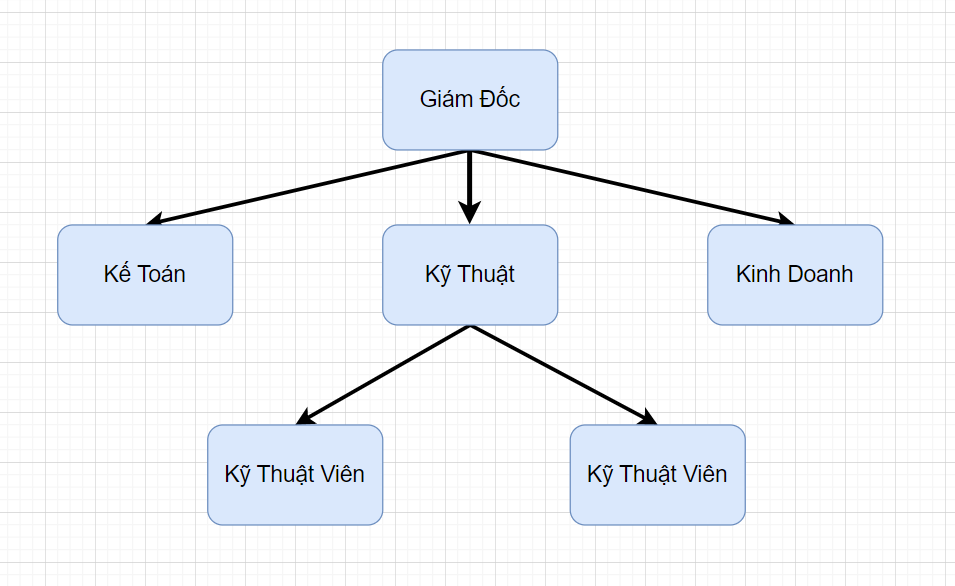 Giám Đốc
Kế Toán
Kỹ Thuật
Kinh Doanh
Kỹ Thuật Viên
Kỹ Thuật Viên